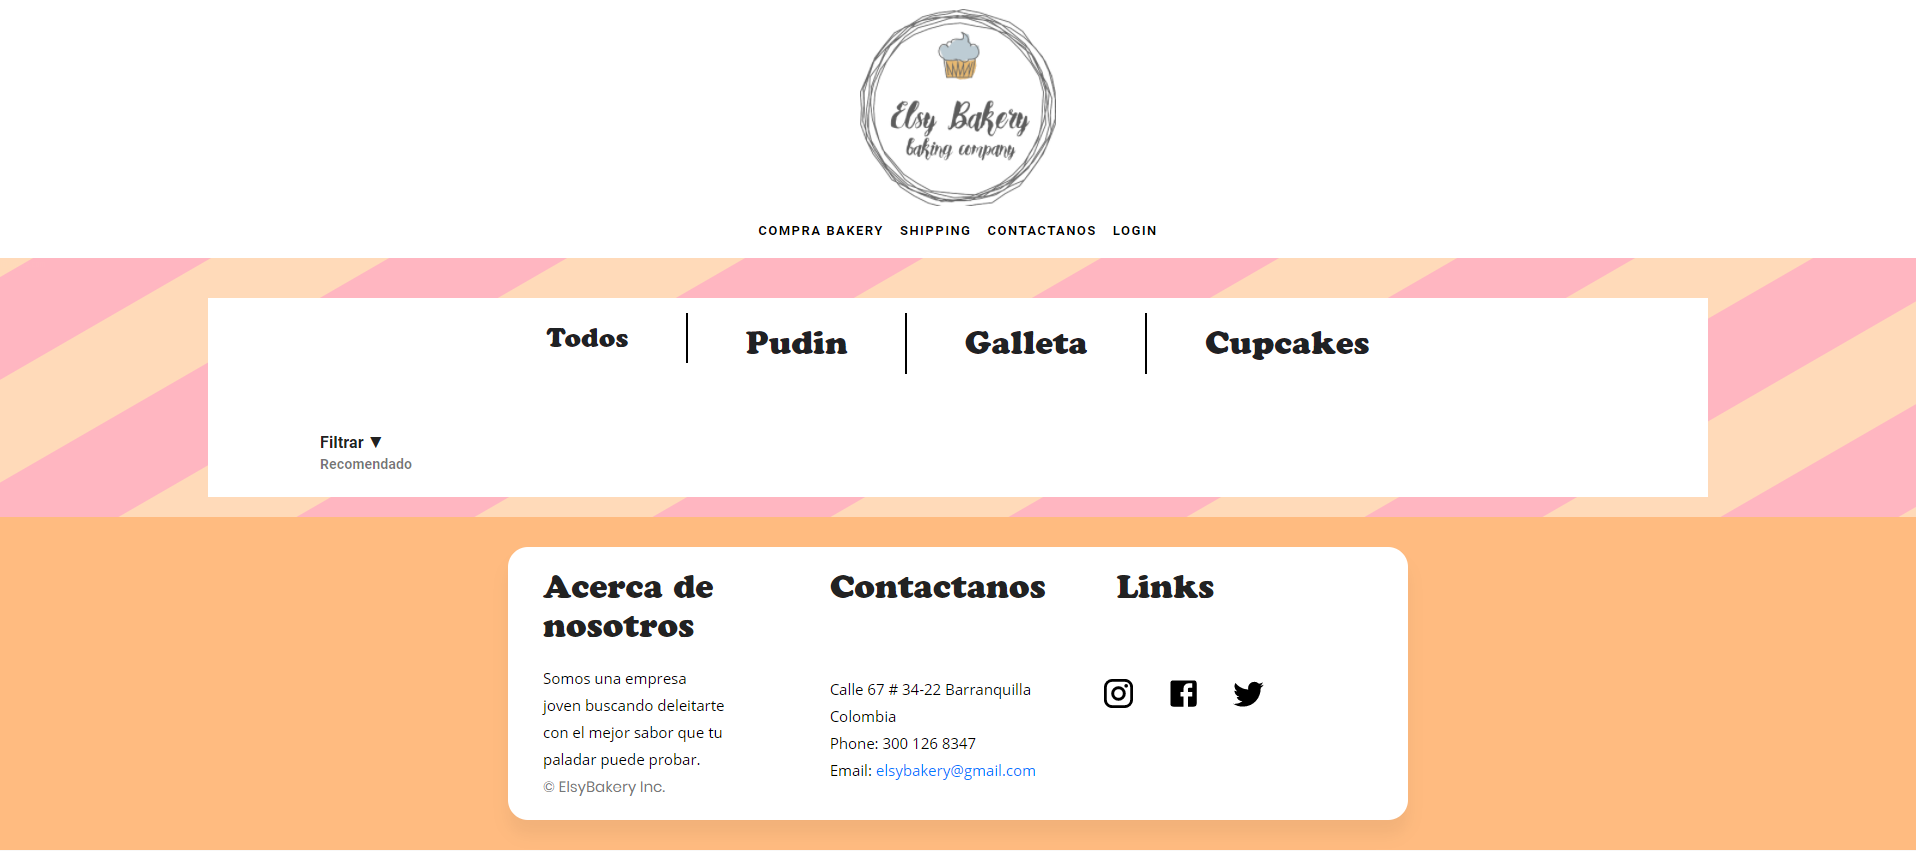 Elsy Bakery
baking company
COMPRA BAKERY SHIPPING CONTACTANOS LOGIN
Todos Pudin Galleta Cupcakes
Filtrar ▼
Recomendado
Acerca de
nosotros
Somos una empresa
joven buscando deleitarte
con el mejor sabor que tu
paladar puede probar.
© ElsyBakery Inc.
Contactanos
Calle 67 # 34-22 Barranquilla
Colombia
Phone: 300 126 8347
Email: elsybakery@gmail.com
Links